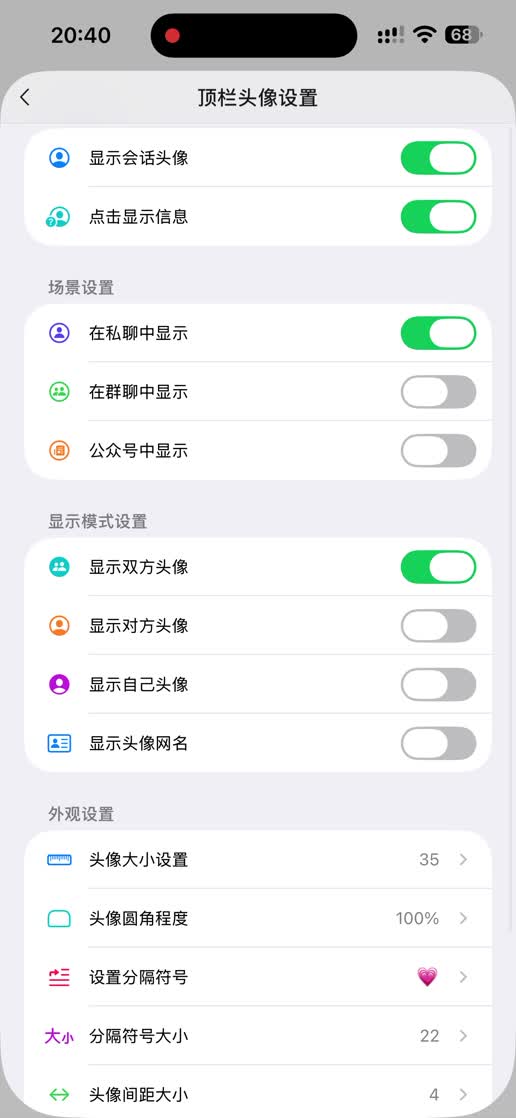 20:40
68
顶栏头像设置
显示会话头像
点击显示信息
场景设置
在私聊中显示
在群聊中显示
公众号中显示
显示模式设置
显示双方头像
显示对方头像
显示自己头像
显示头像网名
外观设置
头像大小设置 35
头像圆角程度 100%
设置分隔符号 💗
大小 分隔符号大小 22
头像间距大小 4